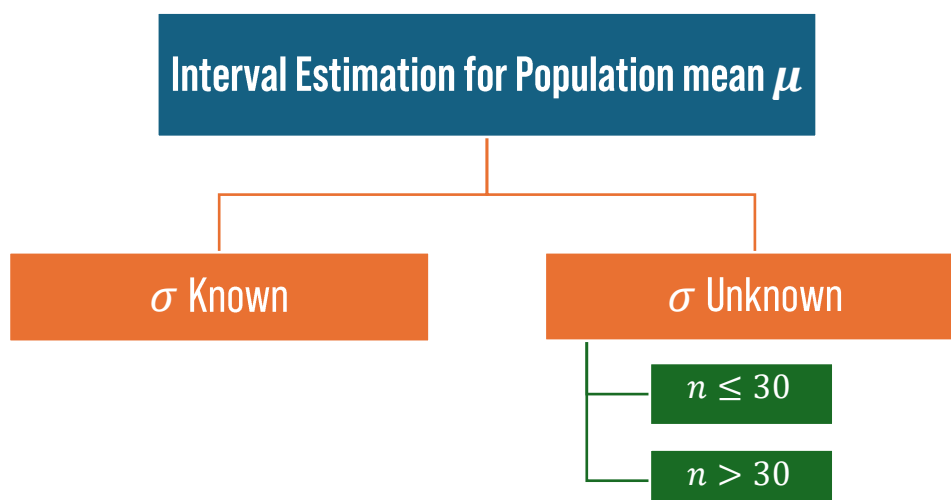 Interval Estimation for Population mean μ
σ Known
σ Unknown
n ≤ 30
n > 30